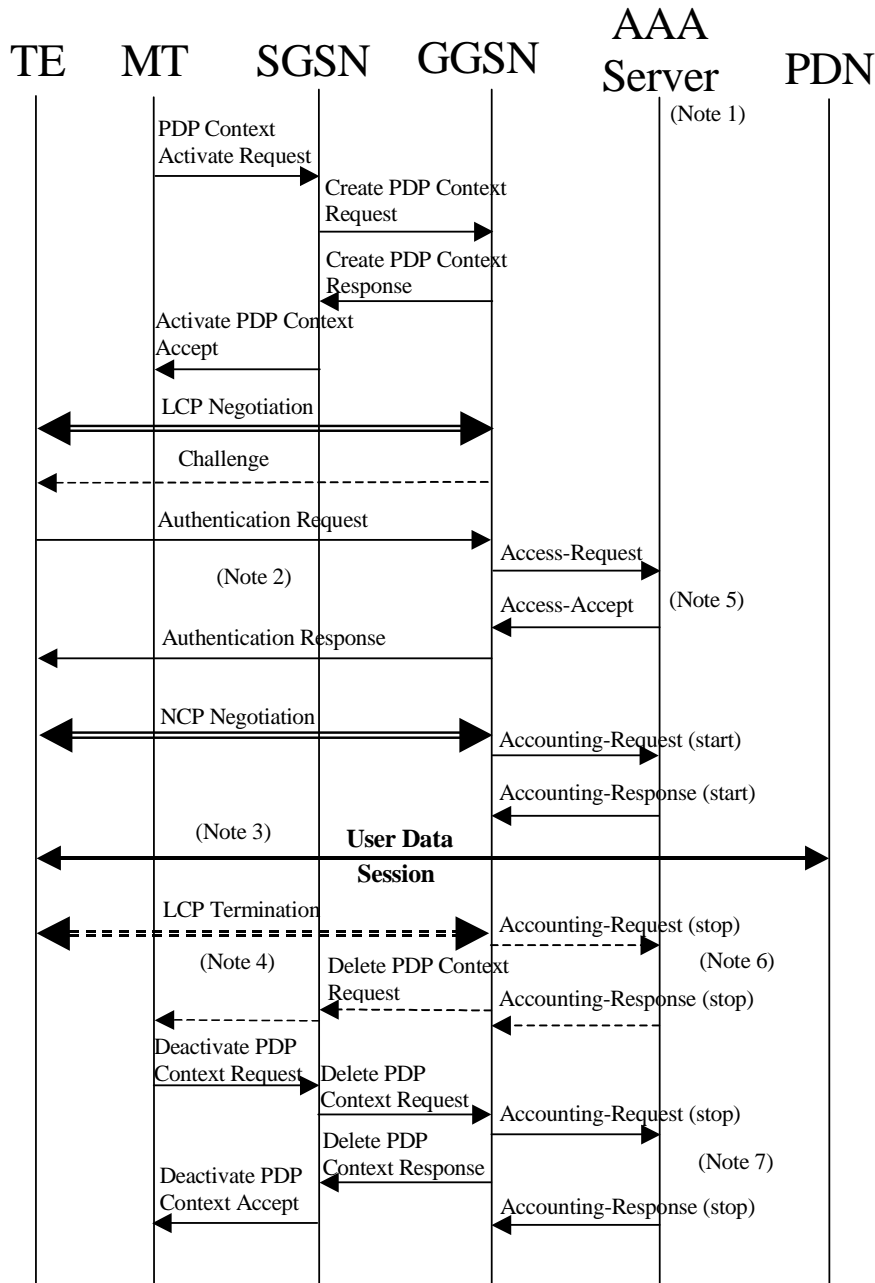 TE MT SGSN GGSN AAA Server PDN
(Note 1)
PDP Context
Activate Request
Create PDP Context
Request
Create PDP Context
Response
Activate PDP Context
Accept
LCP Negotiation
Challenge
Authentication Request
Access-Request
(Note 2)
(Note 5)
Access-Accept
Authentication Response
NCP Negotiation
Accounting-Request (start)
Accounting-Response (start)
(Note 3)
User Data
Session
LCP Termination
Accounting-Request (stop)
(Note 4)
(Note 6)
Delete PDP Context
Request
Accounting-Response (stop)
Deactivate PDP
Context Request
Delete PDP
Context Request
Accounting-Request (stop)
Delete PDP
Context Response
(Note 7)
Deactivate PDP
Context Accept
Accounting-Response (stop)